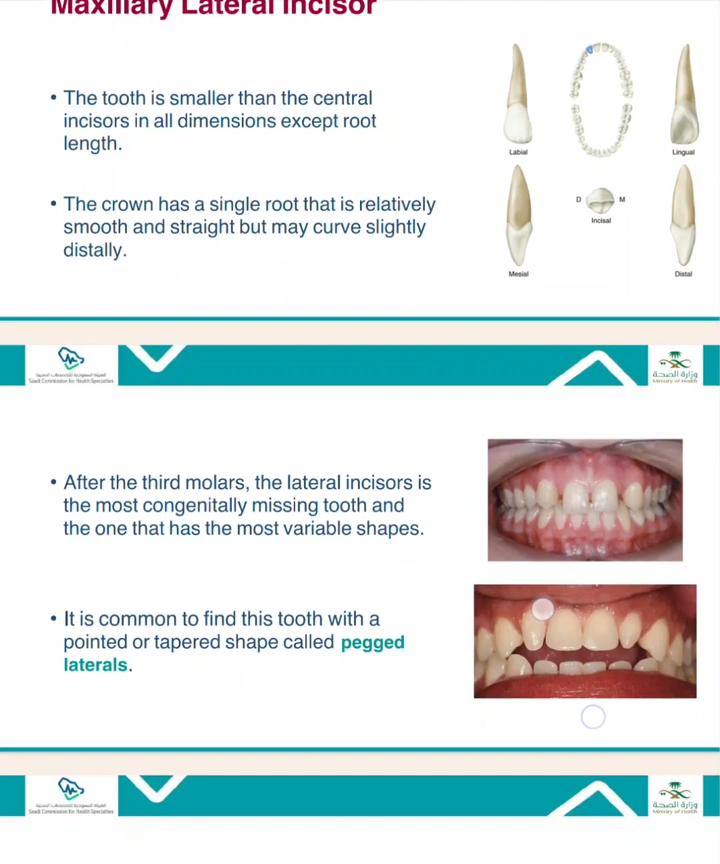 Maxillary Lateral Incisor
• The tooth is smaller than the central
incisors in all dimensions except root
length.
• The crown has a single root that is relatively
smooth and straight but may curve slightly
distally.
Labial
Lingual
D
M
Incisal
Mesial
Distal
Saudi Commission for Health Specialties
وزارة الصحة
Ministry of Health
• After the third molars, the lateral incisors is
the most congenitally missing tooth and
the one that has the most variable shapes.
• It is common to find this tooth with a
pointed or tapered shape called pegged
laterals.
Saudi Commission for Health Specialties
وزارة الصحة
Ministry of Health